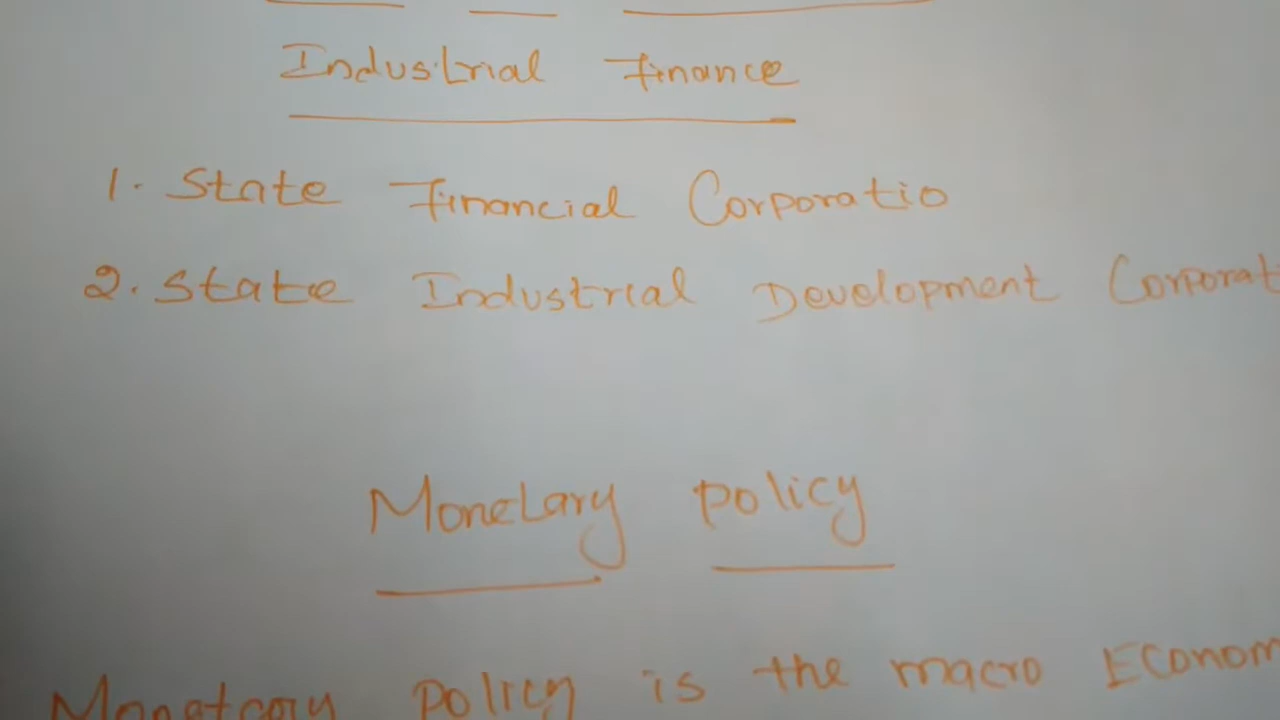 Industrial Finance
1. State Financial Corporatio
2. State Industrial Development Corporat
Monetary policy
Monetary policy is the macro Econom